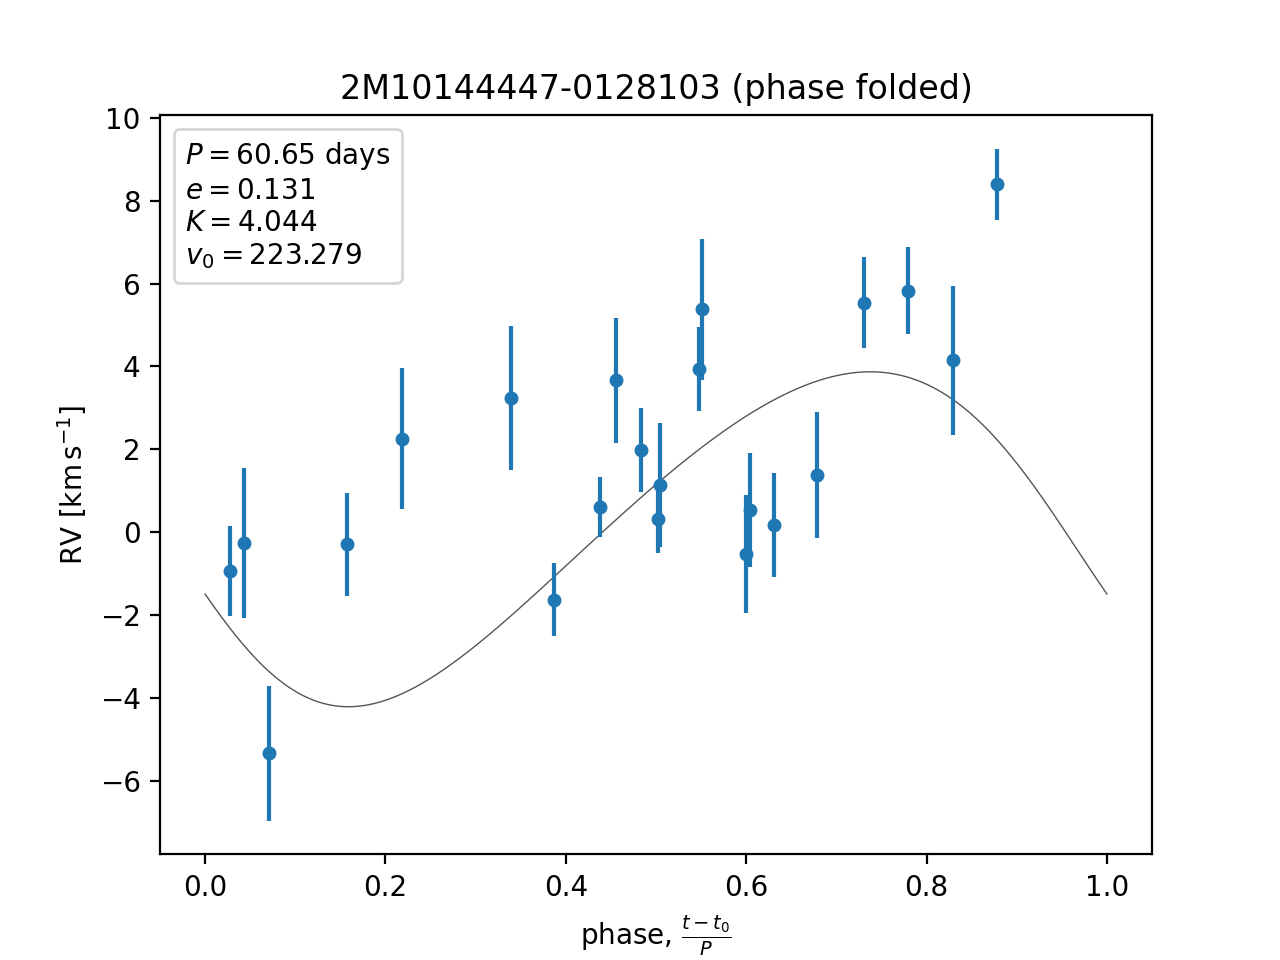 2M10144447-0128103 (phase folded)
P = 60.65 days
e = 0.131
K = 4.044
v₀ = 223.279
RV [km s⁻¹]
10
8
6
4
2
0
−2
−4
−6
0.0 0.2 0.4 0.6 0.8 1.0
phase, (t − t₀)/P